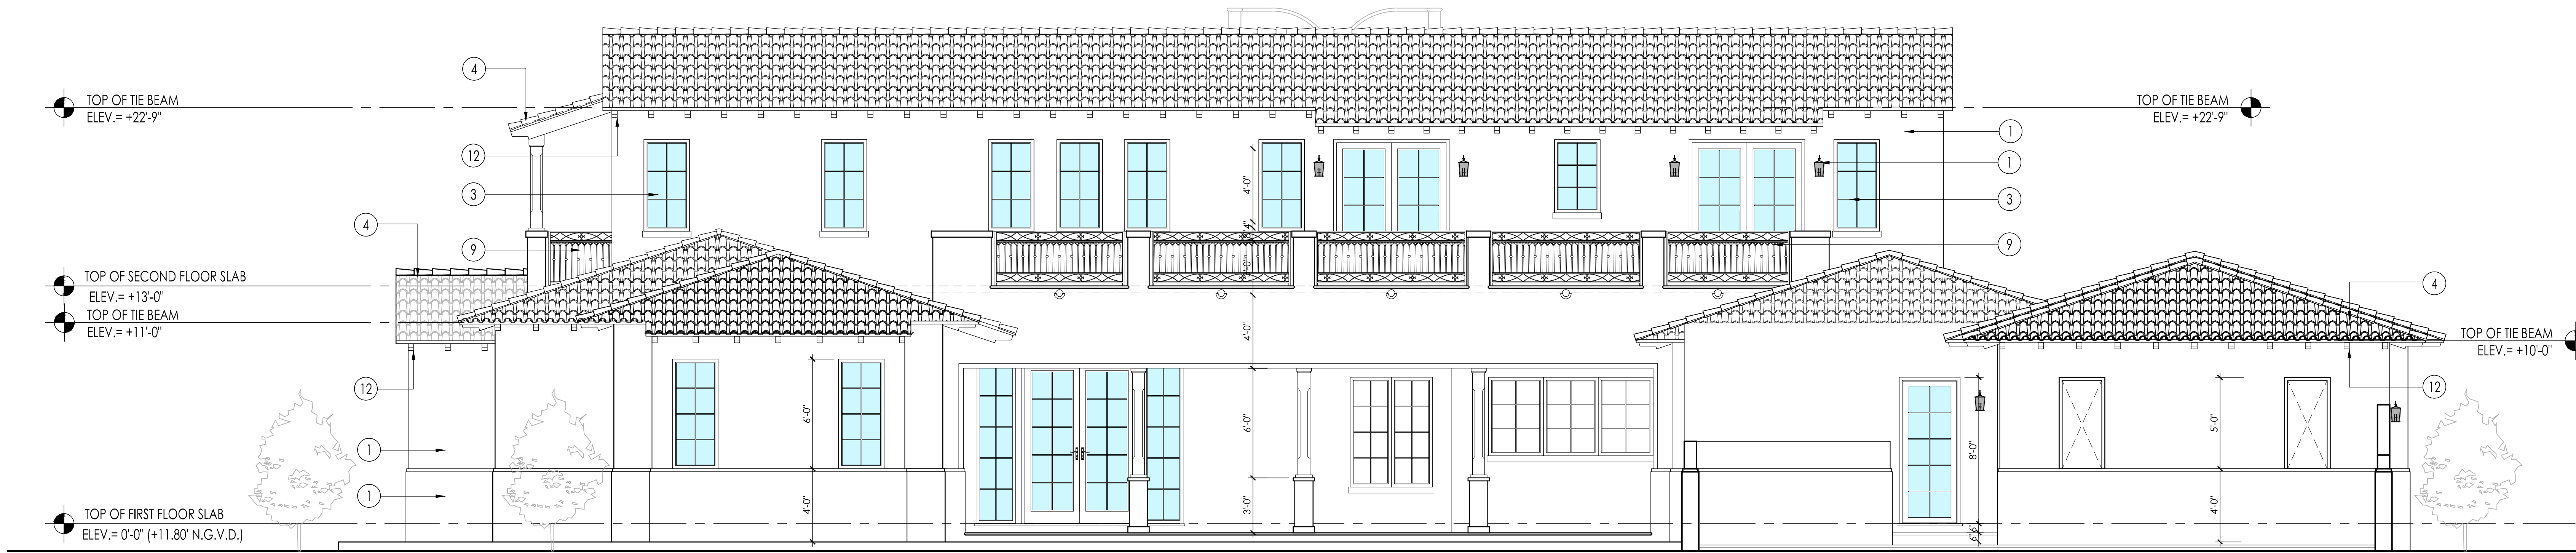 4
TOP OF TIE BEAM
ELEV.= +22'-9"
TOP OF TIE BEAM
ELEV.= +22'-9"
1
12
1
3
4'-0"
3
4
9
9
TOP OF SECOND FLOOR SLAB
ELEV.= +13'-0"
4
TOP OF TIE BEAM
ELEV.= +11'-0"
4'-0"
TOP OF TIE BEAM
ELEV.= +10'-0"
12
12
6'-0"
6'-0"
5'-0"
8'-0"
1
1
3'-0"
4'-0"
4'-0"
TOP OF FIRST FLOOR SLAB
ELEV.= 0'-0" (+11.80' N.G.V.D.)
6"
6"